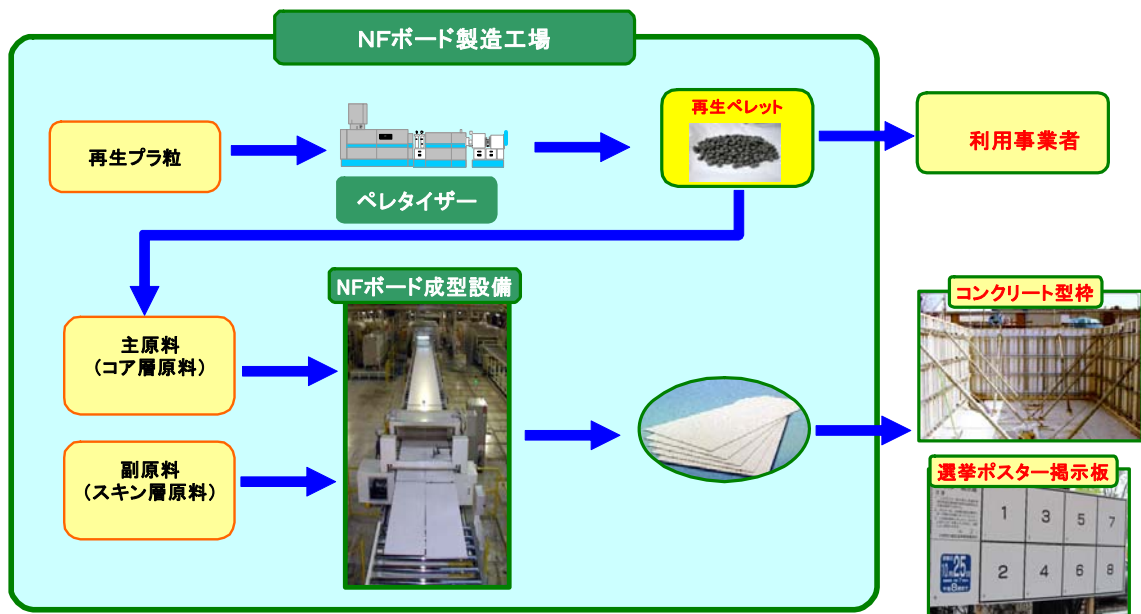 NFボード製造工場
再生プラ粒
ペレタイザー
再生ペレット
利用事業者
NFボード成型設備
主原料
(コア層原料)
副原料
(スキン層原料)
コンクリート型枠
選挙ポスター掲示板
1 3 5 7
2 4 6 8
25